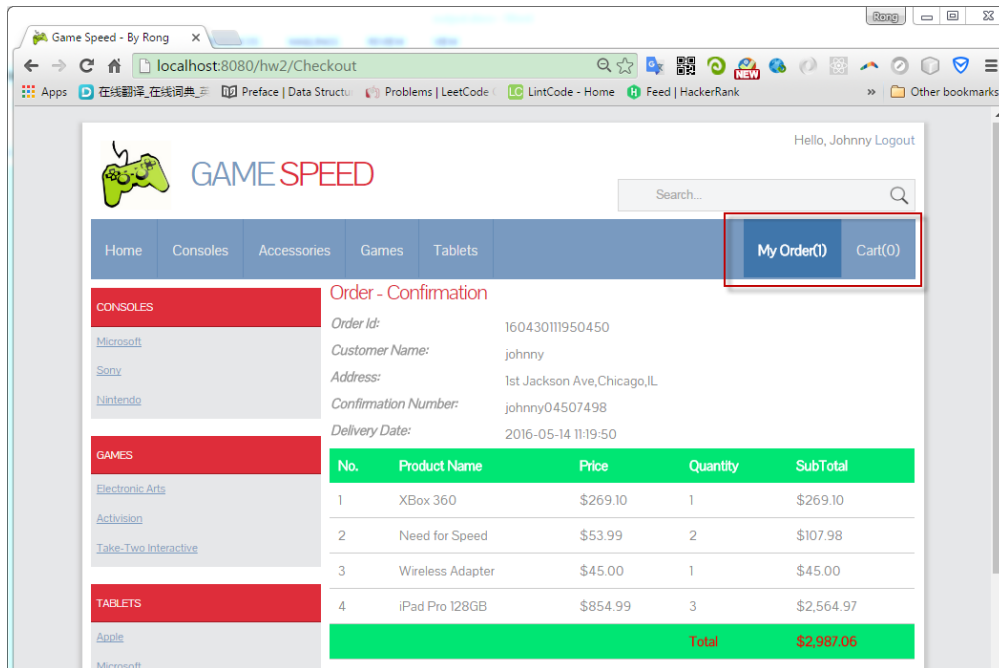 Rong
Game Speed - By Rong
localhost:8080/hw2/Checkout
NEW
Apps
在线翻译_在线词典_
Preface | Data Structu
Problems | LeetCode
LC
LintCode - Home
Feed | HackerRank
»
Other bookmarks
Hello, Johnny Logout
GAME SPEED
Search...
Home
Consoles
Accessories
Games
Tablets
My Order(1)
Cart(0)
CONSOLES
Microsoft
Sony
Nintendo
GAMES
Electronic Arts
Activision
Take-Two Interactive
TABLETS
Apple
Microsoft
Order - Confirmation
Order Id: 160430111950450
Customer Name: johnny
Address: 1st Jackson Ave,Chicago,IL
Confirmation Number: johnny04507498
Delivery Date: 2016-05-14 11:19:50
No. Product Name Price Quantity SubTotal
1 XBox 360 $269.10 1 $269.10
2 Need for Speed $53.99 2 $107.98
3 Wireless Adapter $45.00 1 $45.00
4 iPad Pro 128GB $854.99 3 $2,564.97
Total $2,987.06